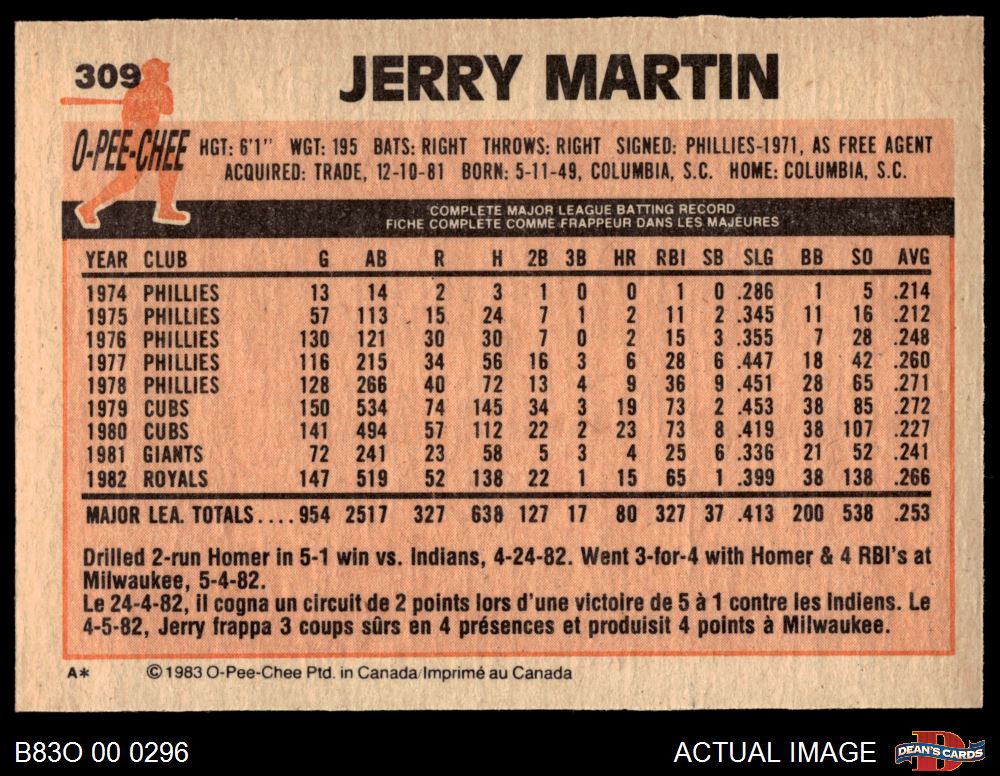 309
JERRY MARTIN
O-PEE-CHEE
HGT: 6'1" WGT: 195 BATS: RIGHT THROWS: RIGHT SIGNED: PHILLIES-1971, AS FREE AGENT
ACQUIRED: TRADE, 12-10-81 BORN: 5-11-49, COLUMBIA, S.C. HOME: COLUMBIA, S.C.
COMPLETE MAJOR LEAGUE BATTING RECORD
FICHE COMPLETE COMME FRAPPEUR DANS LES MAJEURES
YEAR CLUB G AB R H 2B 3B HR RBI SB SLG BB SO AVG
1974 PHILLIES 13 14 2 3 1 0 0 1 0 .286 1 5 .214
1975 PHILLIES 57 113 15 24 7 1 2 11 2 .345 11 16 .212
1976 PHILLIES 130 121 30 30 7 0 2 15 3 .355 7 28 .248
1977 PHILLIES 116 215 34 56 16 3 6 28 6 .447 18 42 .260
1978 PHILLIES 128 266 40 72 13 4 9 36 9 .451 28 65 .271
1979 CUBS 150 534 74 145 34 3 19 73 2 .453 38 85 .272
1980 CUBS 141 494 57 112 22 2 23 73 8 .419 38 107 .227
1981 GIANTS 72 241 23 58 5 3 4 25 6 .336 21 52 .241
1982 ROYALS 147 519 52 138 22 1 15 65 1 .399 38 138 .266
MAJOR LEA. TOTALS....954 2517 327 638 127 17 80 327 37 .413 200 538 .253
Drilled 2-run Homer in 5-1 win vs. Indians, 4-24-82. Went 3-for-4 with Homer & 4 RBI's at
Milwaukee, 5-4-82.
Le 24-4-82, il cogna un circuit de 2 points lors d'une victoire de 5 à 1 contre les Indiens. Le
4-5-82, Jerry frappa 3 coups sûrs en 4 présences et produisit 4 points à Milwaukee.
A* © 1983 O-Pee-Chee Ptd. in Canada/Imprimé au Canada
B83O 00 0296
ACTUAL IMAGE
DEAN'S CARDS